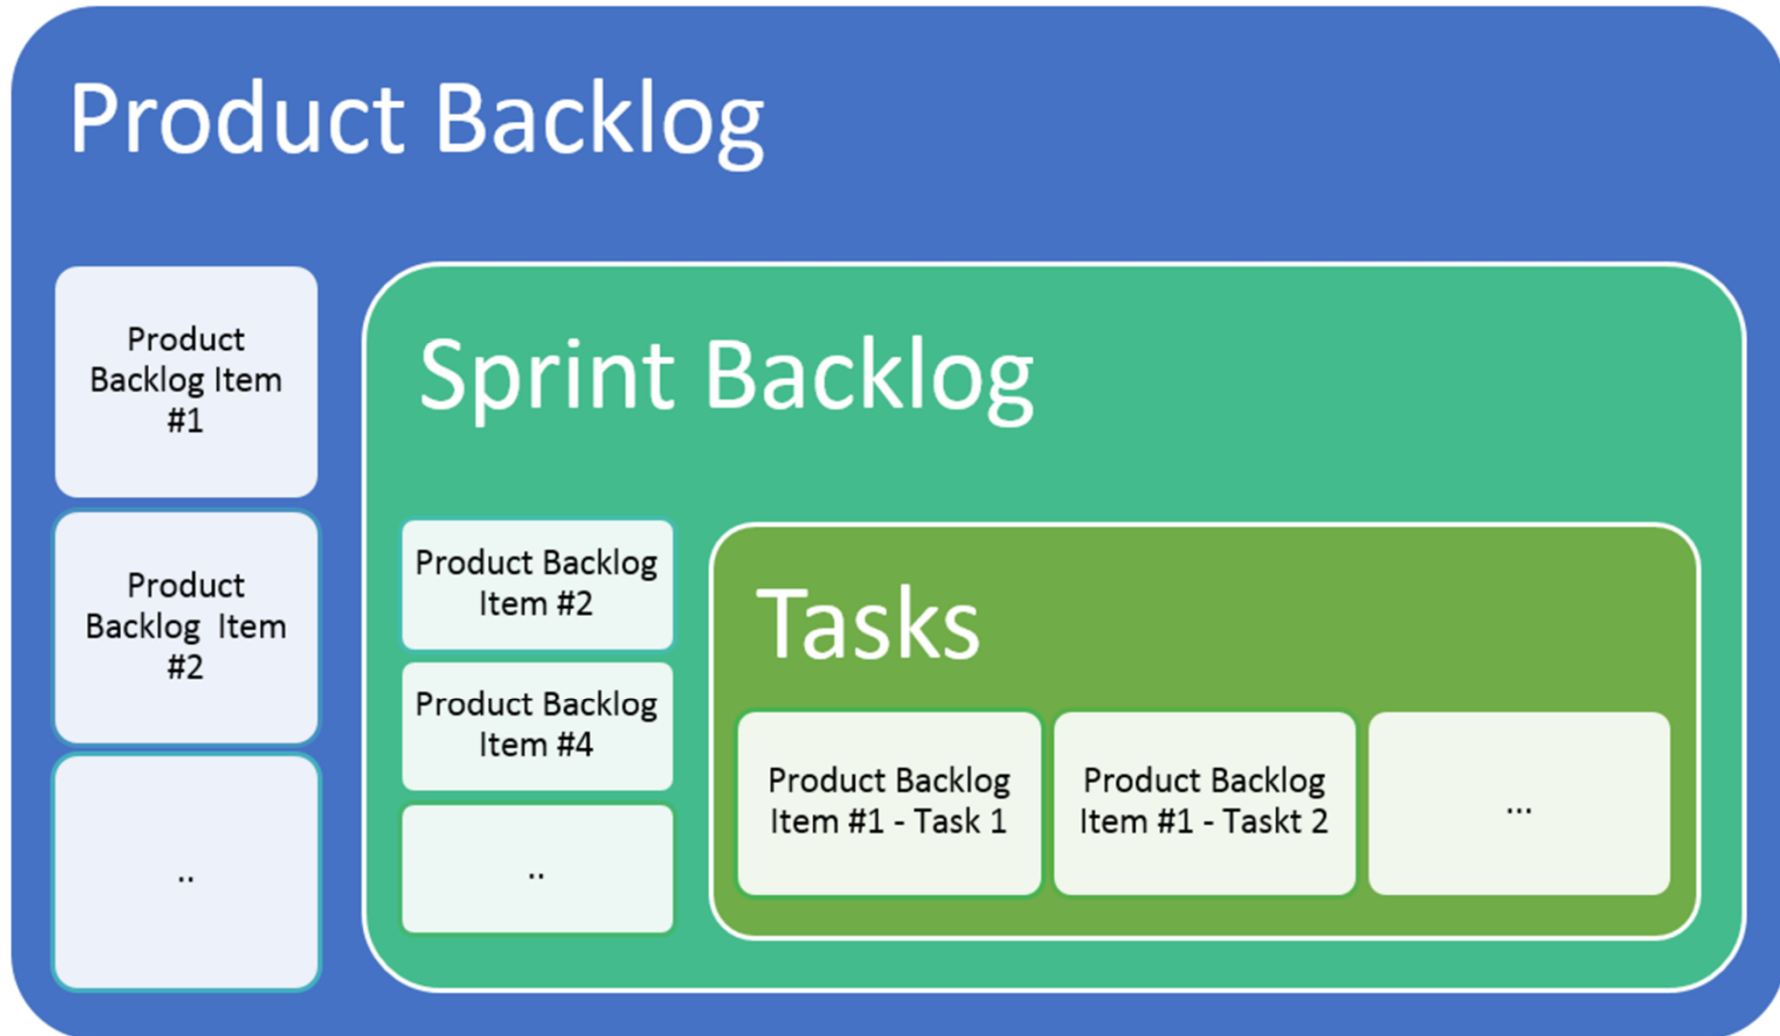 Product Backlog
Product
Backlog Item
#1
Product
Backlog  Item
#2
..
Sprint Backlog
Product Backlog
Item #2
Product Backlog
Item #4
..
Tasks
Product Backlog
Item #1 - Task 1
Product Backlog
Item #1 - Taskt 2
...